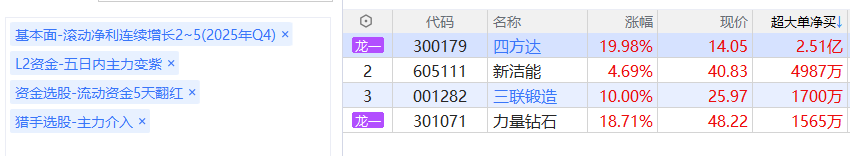 基本面-滚动净利连续增长2~5(2025年Q4) ×
L2资金-五日内主力变紫 ×
资金选股-流动资金5天翻红 ×
猎手选股-主力介入 ×
代码 名称 涨幅 现价 超大单净买↓
龙一 300179 四方达 19.98% 14.05 2.51亿
2 605111 新洁能 4.69% 40.83 4987万
3 001282 三联锻造 10.00% 25.97 1700万
龙一 301071 力量钻石 18.71% 48.22 1565万